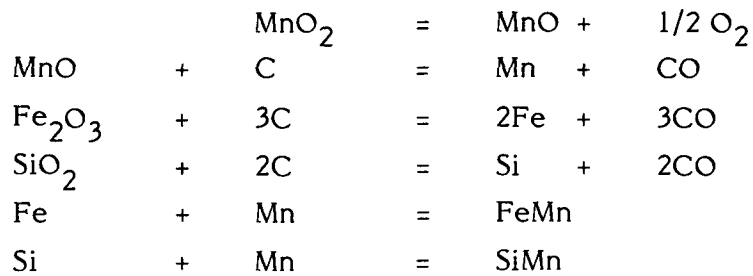 MnO₂ = MnO + 1/2 O₂
MnO + C = Mn + CO
Fe₂O₃ + 3C = 2Fe + 3CO
SiO₂ + 2C = Si + 2CO
Fe + Mn = FeMn
Si + Mn = SiMn